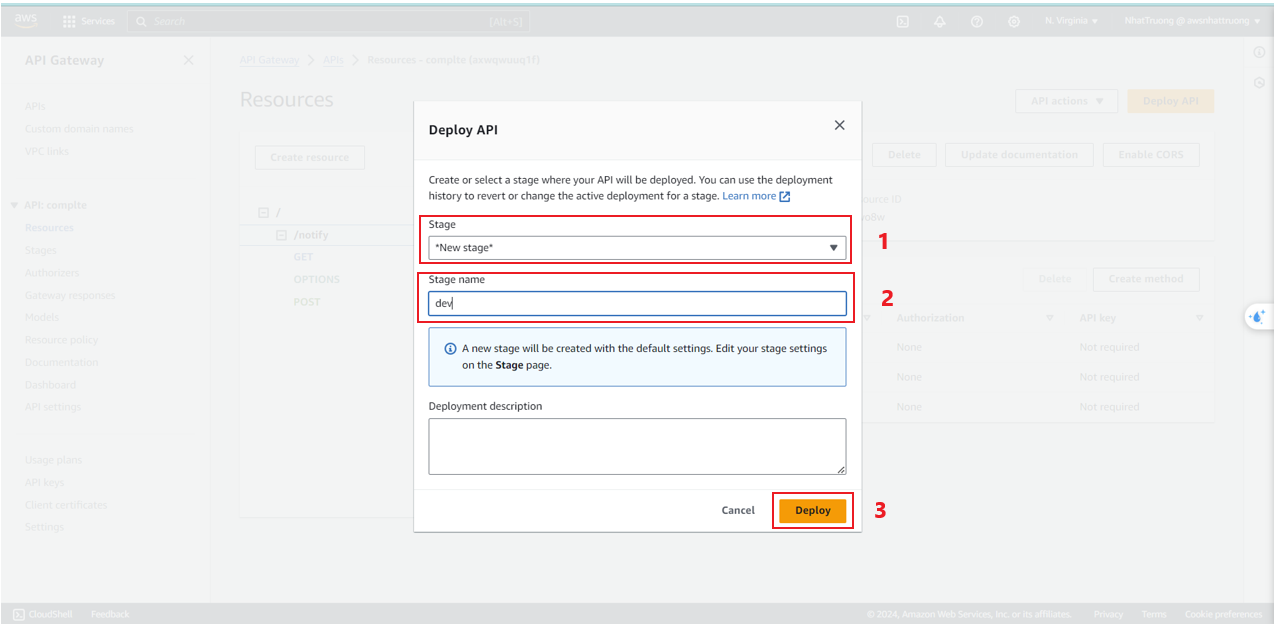 aws
Services
Search
[Alt+S]
N. Virginia
NhatTruong @ awsnhattruong
API Gateway
APIs
Custom domain names
VPC links
API: complte
Resources
Stages
Authorizers
Gateway responses
Models
Resource policy
Documentation
Dashboard
API settings
Usage plans
API keys
Client certificates
Settings
API Gateway
APIs
Resources - complte (axwqwuuq1f)
Resources
API actions
Deploy API
Create resource
/
/notify
GET
OPTIONS
POST
Delete
Update documentation
Enable CORS
Delete
Create method
Authorization
API key
None
Not required
None
Not required
None
Not required
Deploy API
Create or select a stage where your API will be deployed. You can use the deployment
history to revert or change the active deployment for a stage. Learn more
Stage
*New stage*
1
Stage name
dev
2
A new stage will be created with the default settings. Edit your stage settings
on the Stage page.
Deployment description
Cancel
Deploy
3
CloudShell
Feedback
© 2024, Amazon Web Services, Inc. or its affiliates.
Privacy
Terms
Cookie preferences